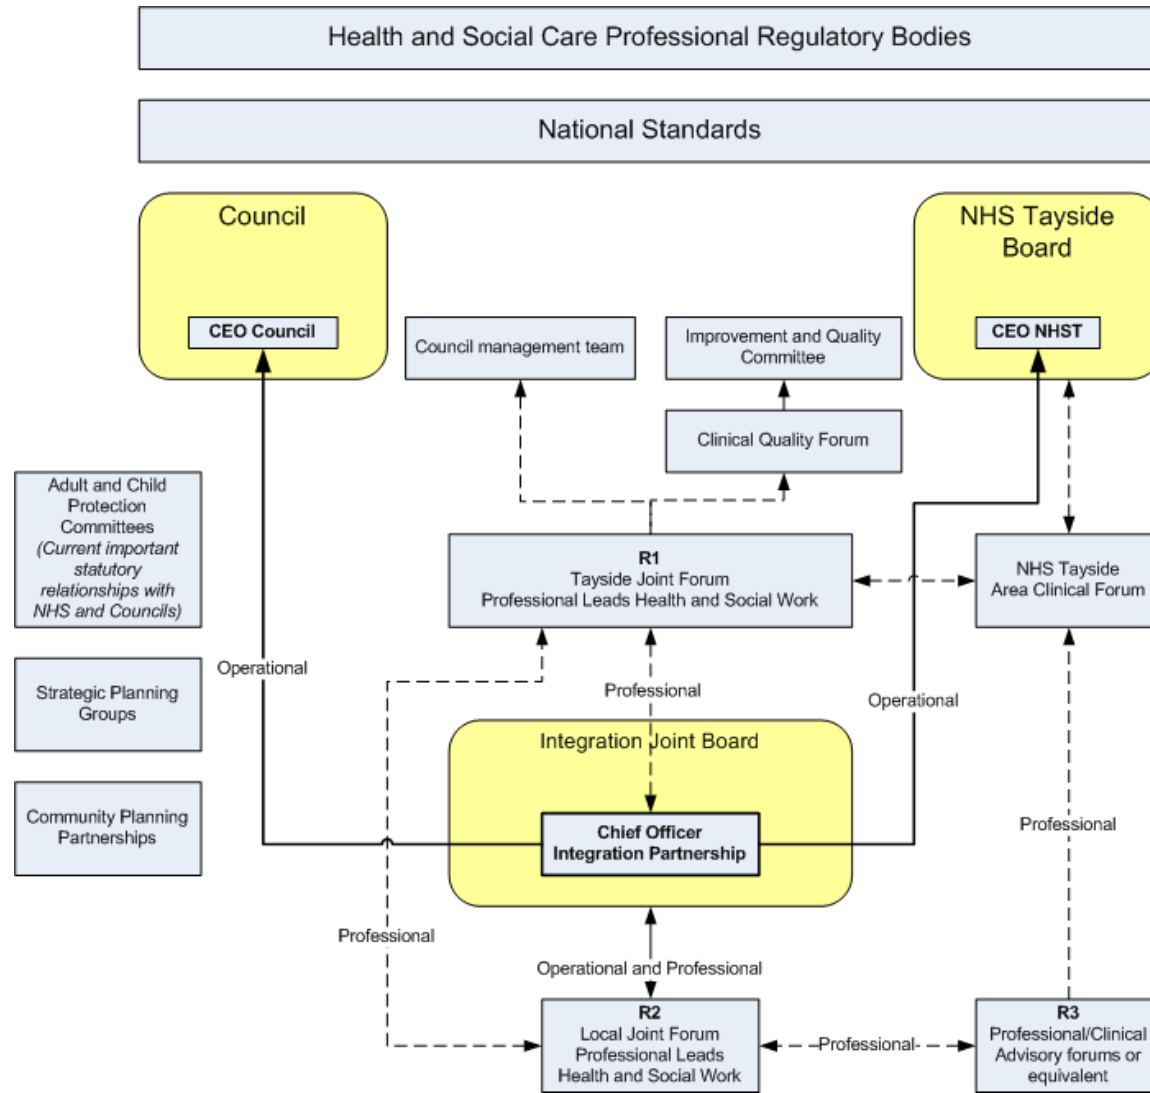 Health and Social Care Professional Regulatory Bodies
National Standards
Council
CEO Council
NHS Tayside
Board
CEO NHST
Council management team
Improvement and Quality
Committee
Clinical Quality Forum
Adult and Child
Protection
Committees
(Current important
statutory
relationships with
NHS and Councils)
R1
Tayside Joint Forum
Professional Leads Health and Social Work
NHS Tayside
Area Clinical Forum
Operational
Professional
Operational
Strategic Planning
Groups
Integration Joint Board
Community Planning
Partnerships
Chief Officer
Integration Partnership
Professional
Professional
Operational and Professional
R2
Local Joint Forum
Professional Leads
Health and Social Work
Professional
R3
Professional/Clinical
Advisory forums or
equivalent